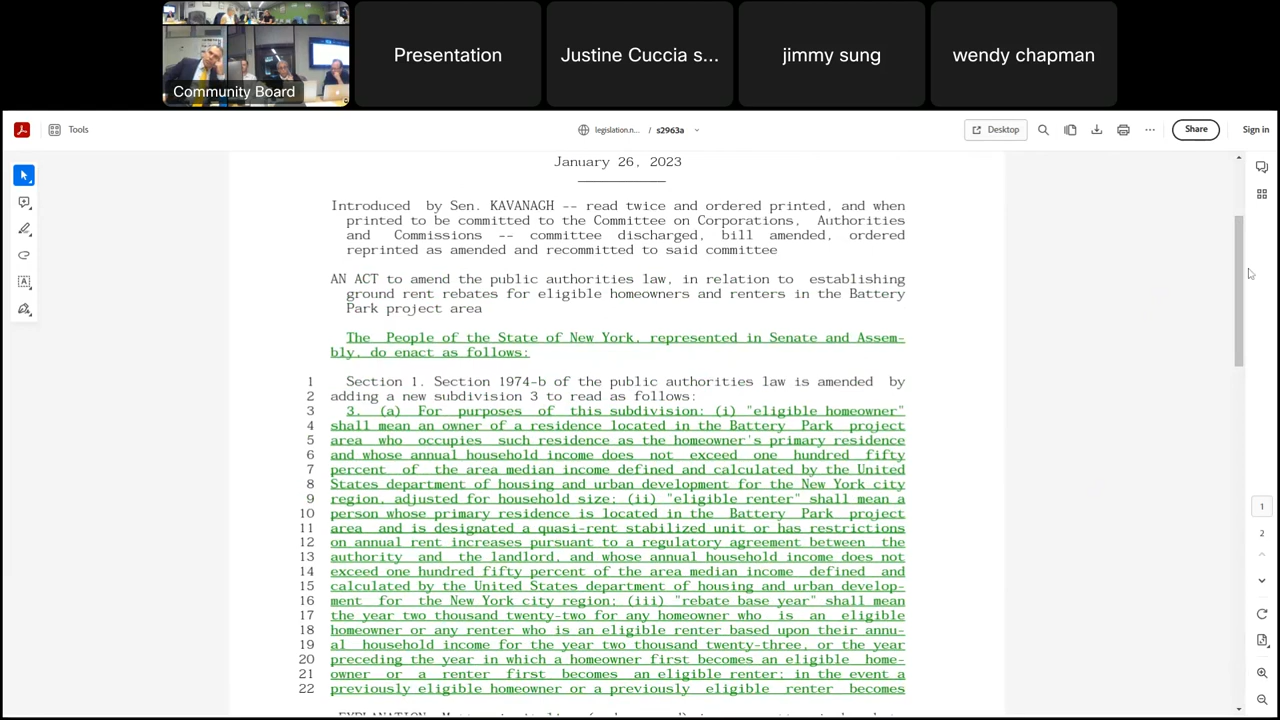 Community Board
Presentation
Justine Cuccia s...
jimmy sung
wendy chapman
Tools
legislation.n...
s2963a
Desktop
Share
Sign in
January 26, 2023
Introduced by Sen. KAVANAGH -- read twice and ordered printed, and when
printed to be committed to the Committee on Corporations, Authorities
and Commissions -- committee discharged, bill amended, ordered
reprinted as amended and recommitted to said committee
AN ACT to amend the public authorities law, in relation to establishing
ground rent rebates for eligible homeowners and renters in the Battery
Park project area
The People of the State of New York, represented in Senate and Assem-
bly, do enact as follows:
1 Section 1. Section 1974-b of the public authorities law is amended by
2 adding a new subdivision 3 to read as follows:
3 3. (a) For purposes of this subdivision: (i) "eligible homeowner"
4 shall mean an owner of a residence located in the Battery Park project
5 area who occupies such residence as the homeowner's primary residence
6 and whose annual household income does not exceed one hundred fifty
7 percent of the area median income defined and calculated by the United
8 States department of housing and urban development for the New York city
9 region, adjusted for household size; (ii) "eligible renter" shall mean a
10 person whose primary residence is located in the Battery Park project
11 area and is designated a quasi-rent stabilized unit or has restrictions
12 on annual rent increases pursuant to a regulatory agreement between the
13 authority and the landlord, and whose annual household income does not
14 exceed one hundred fifty percent of the area median income defined and
15 calculated by the United States department of housing and urban develop-
16 ment for the New York city region; (iii) "rebate base year" shall mean
17 the year two thousand twenty-two for any homeowner who is an eligible
18 homeowner or any renter who is an eligible renter based upon their annu-
19 al household income for the year two thousand twenty-three, or the year
20 preceding the year in which a homeowner first becomes an eligible home-
21 owner or a renter first becomes an eligible renter; in the event a
22 previously eligible homeowner or a previously eligible renter becomes
1
2